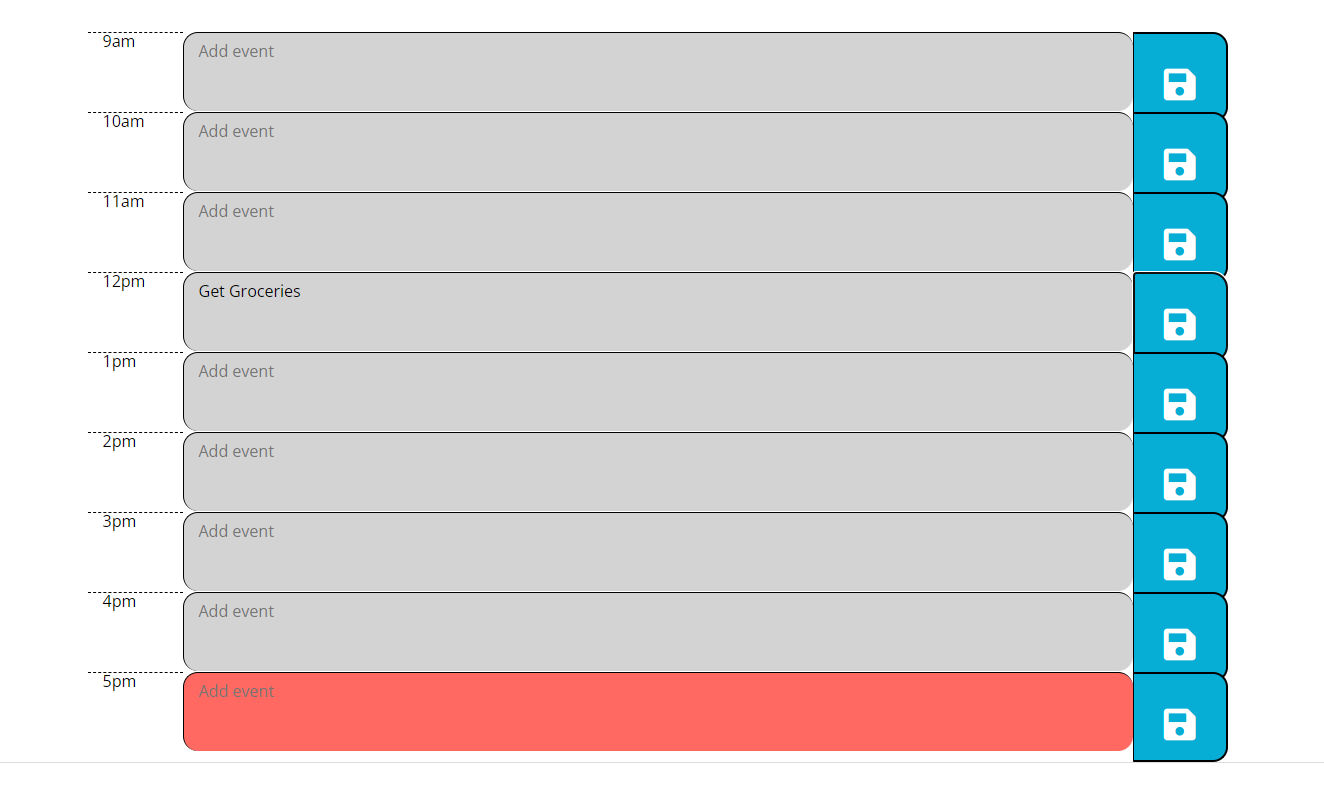 9am Add event
10am Add event
11am Add event
12pm Get Groceries
1pm Add event
2pm Add event
3pm Add event
4pm Add event
5pm Add event